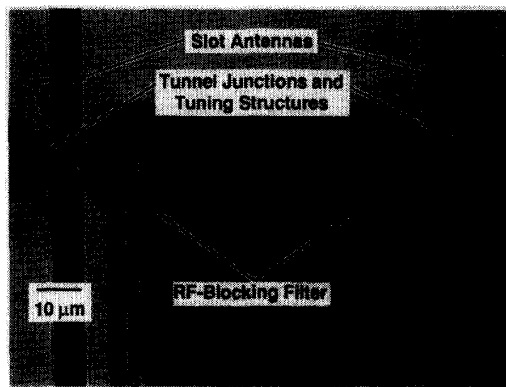 Slot Antennas
Tunnel Junctions and
Tuning Structures
RF-Blocking Filter
10 μm